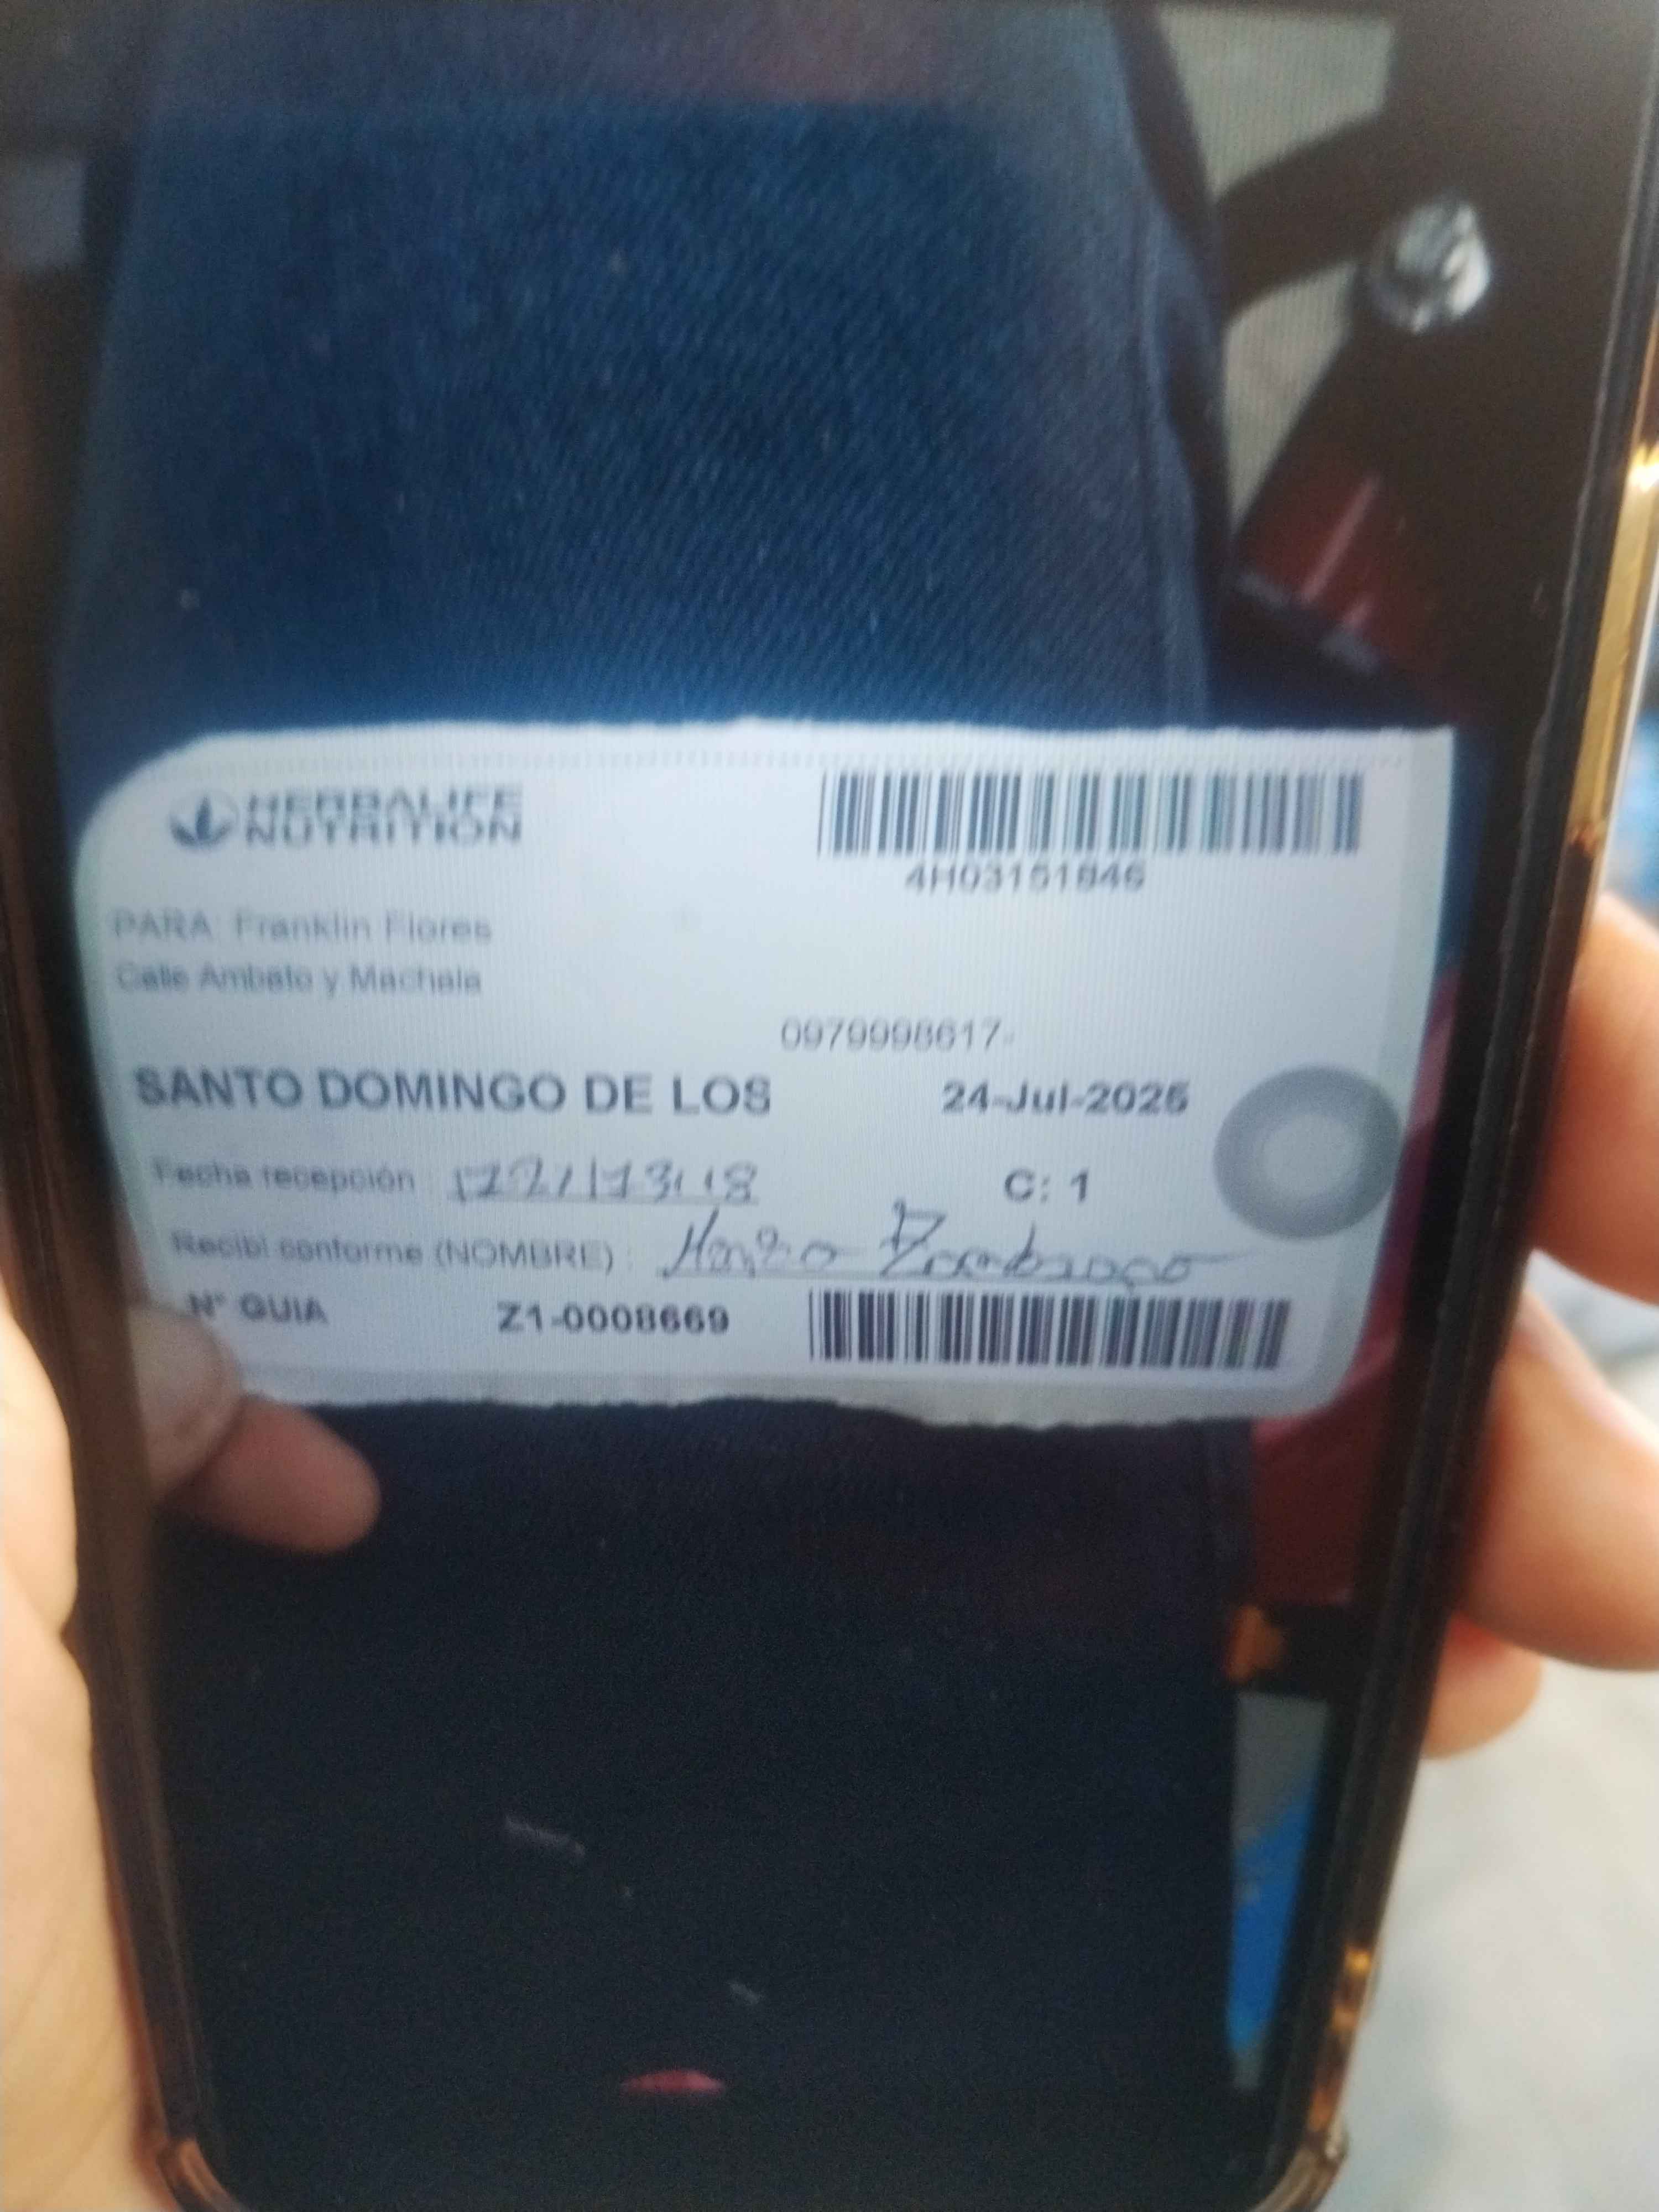 HERBALIFE
NUTRITION
4H03151846
PARA: Franklin Flores
Calle Ambato y Machala
0979998617-
SANTO DOMINGO DE LOS 24-Jul-2025
Fecha recepción : C: 1
Recibí conforme (NOMBRE) : Zambrano
N° GUIA Z1-0008669